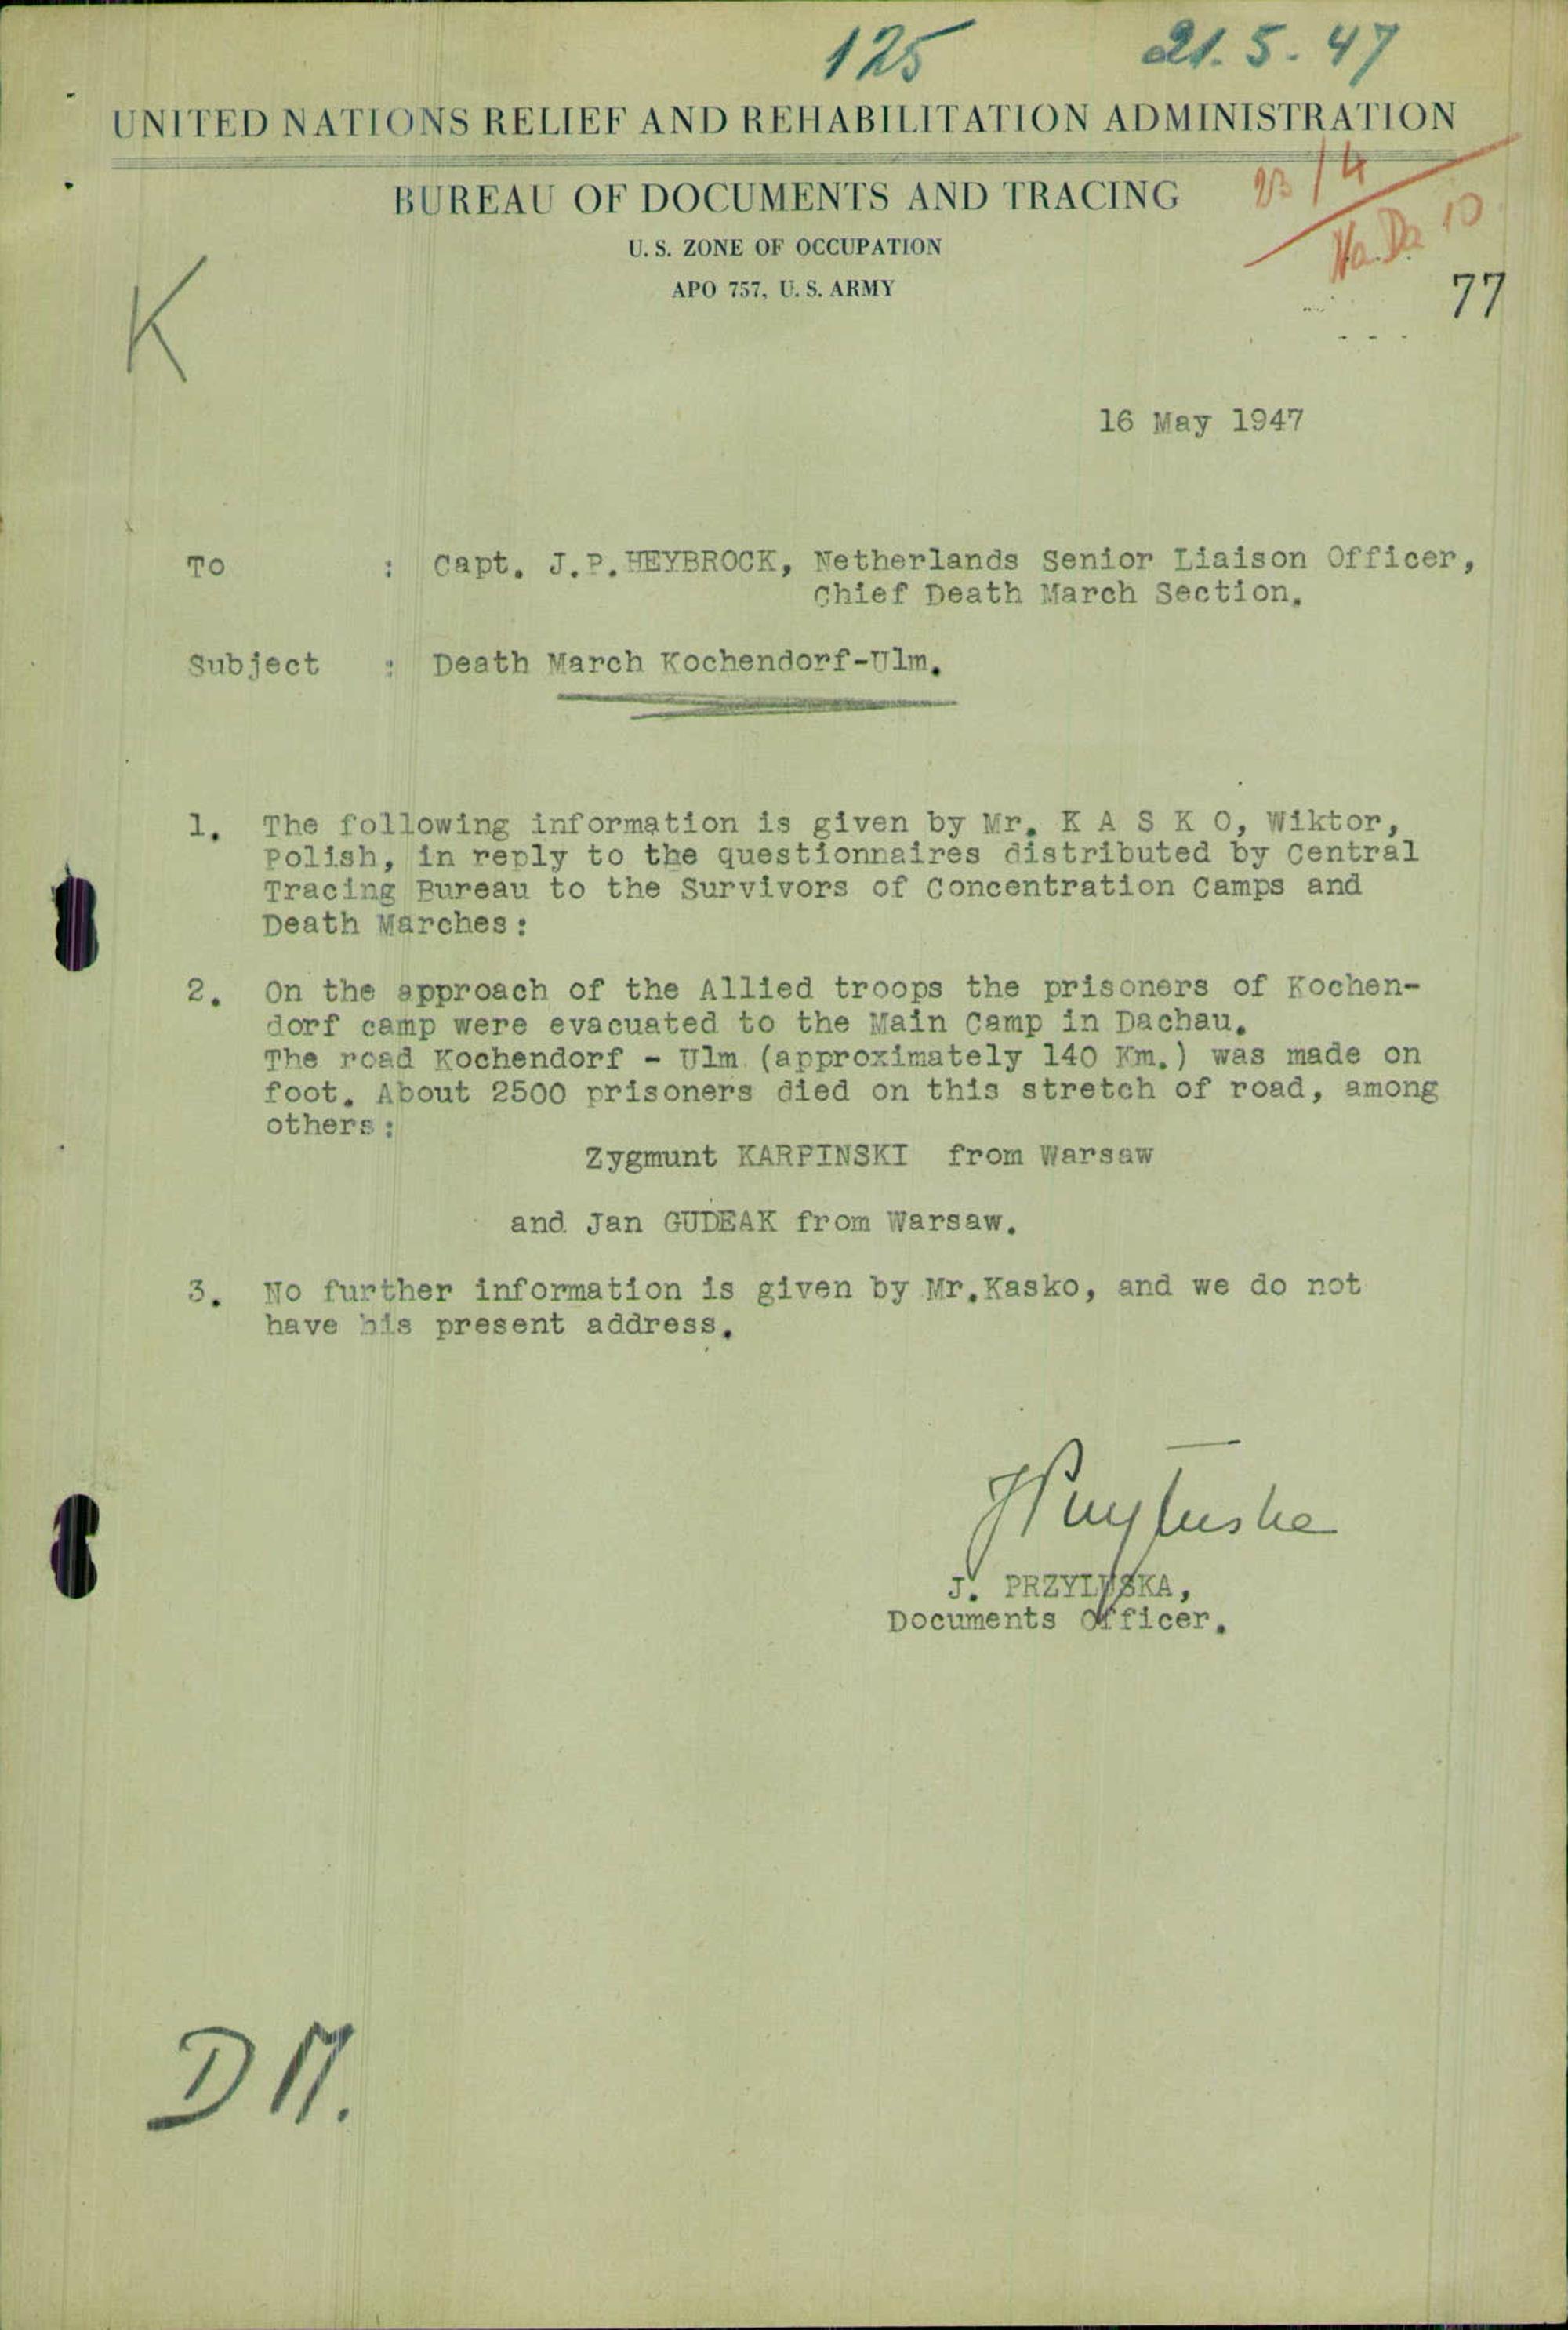 125 21.5.47
UNITED NATIONS RELIEF AND REHABILITATION ADMINISTRATION
BUREAU OF DOCUMENTS AND TRACING
U. S. ZONE OF OCCUPATION
APO 757, U. S. ARMY
77
K
16 May 1947
To : Capt. J.P.HEYBROCK, Netherlands Senior Liaison Officer,
Chief Death March Section.
Subject : Death March Kochendorf-Ulm.
1. The following information is given by Mr. K A S K O, Wiktor,
Polish, in reply to the questionnaires distributed by Central
Tracing Bureau to the Survivors of Concentration Camps and
Death Marches:
2. On the approach of the Allied troops the prisoners of Kochen-
dorf camp were evacuated to the Main Camp in Dachau.
The road Kochendorf - Ulm (approximately 140 Km.) was made on
foot. About 2500 prisoners died on this stretch of road, among
others:
Zygmunt KARPINSKI from Warsaw
and Jan GUDEAK from Warsaw.
3. No further information is given by Mr.Kasko, and we do not
have his present address.
J. PRZYLUSKA,
Documents Officer.
DM.